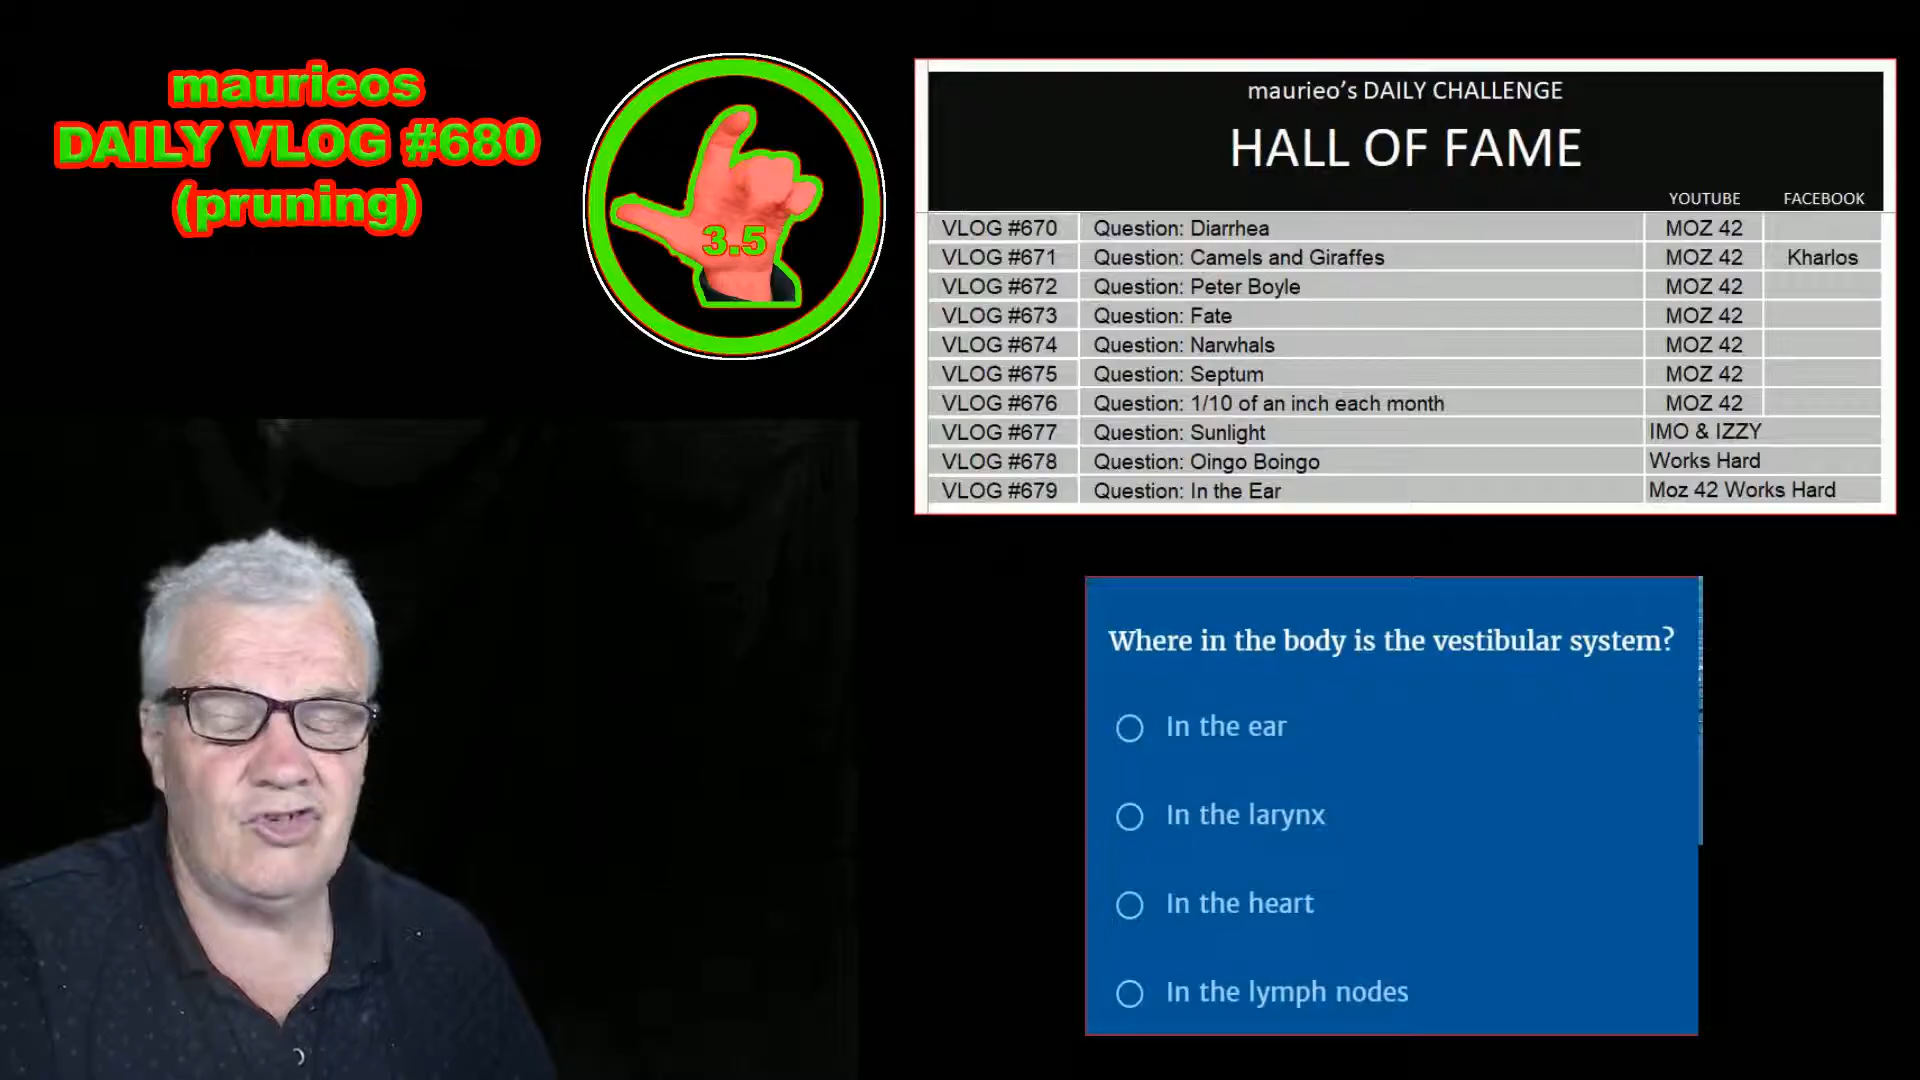 maurieos
DAILY VLOG #680
(pruning)
3.5
maurieo's DAILY CHALLENGE
HALL OF FAME
YOUTUBE FACEBOOK
VLOG #670 Question: Diarrhea MOZ 42
VLOG #671 Question: Camels and Giraffes MOZ 42 Kharlos
VLOG #672 Question: Peter Boyle MOZ 42
VLOG #673 Question: Fate MOZ 42
VLOG #674 Question: Narwhals MOZ 42
VLOG #675 Question: Septum MOZ 42
VLOG #676 Question: 1/10 of an inch each month MOZ 42
VLOG #677 Question: Sunlight IMO & IZZY
VLOG #678 Question: Oingo Boingo Works Hard
VLOG #679 Question: In the Ear Moz 42 Works Hard
Where in the body is the vestibular system?
In the ear
In the larynx
In the heart
In the lymph nodes